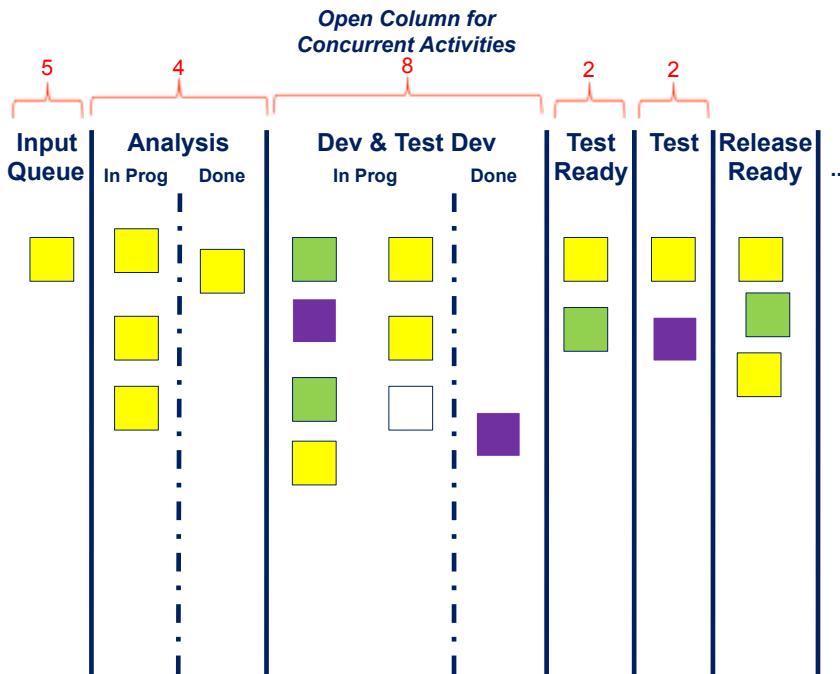 Open Column for
Concurrent Activities
5
4
8
2
2
Input
Queue
Analysis
In Prog
Done
Dev & Test Dev
In Prog
Done
Test
Ready
Test
Release
Ready
..